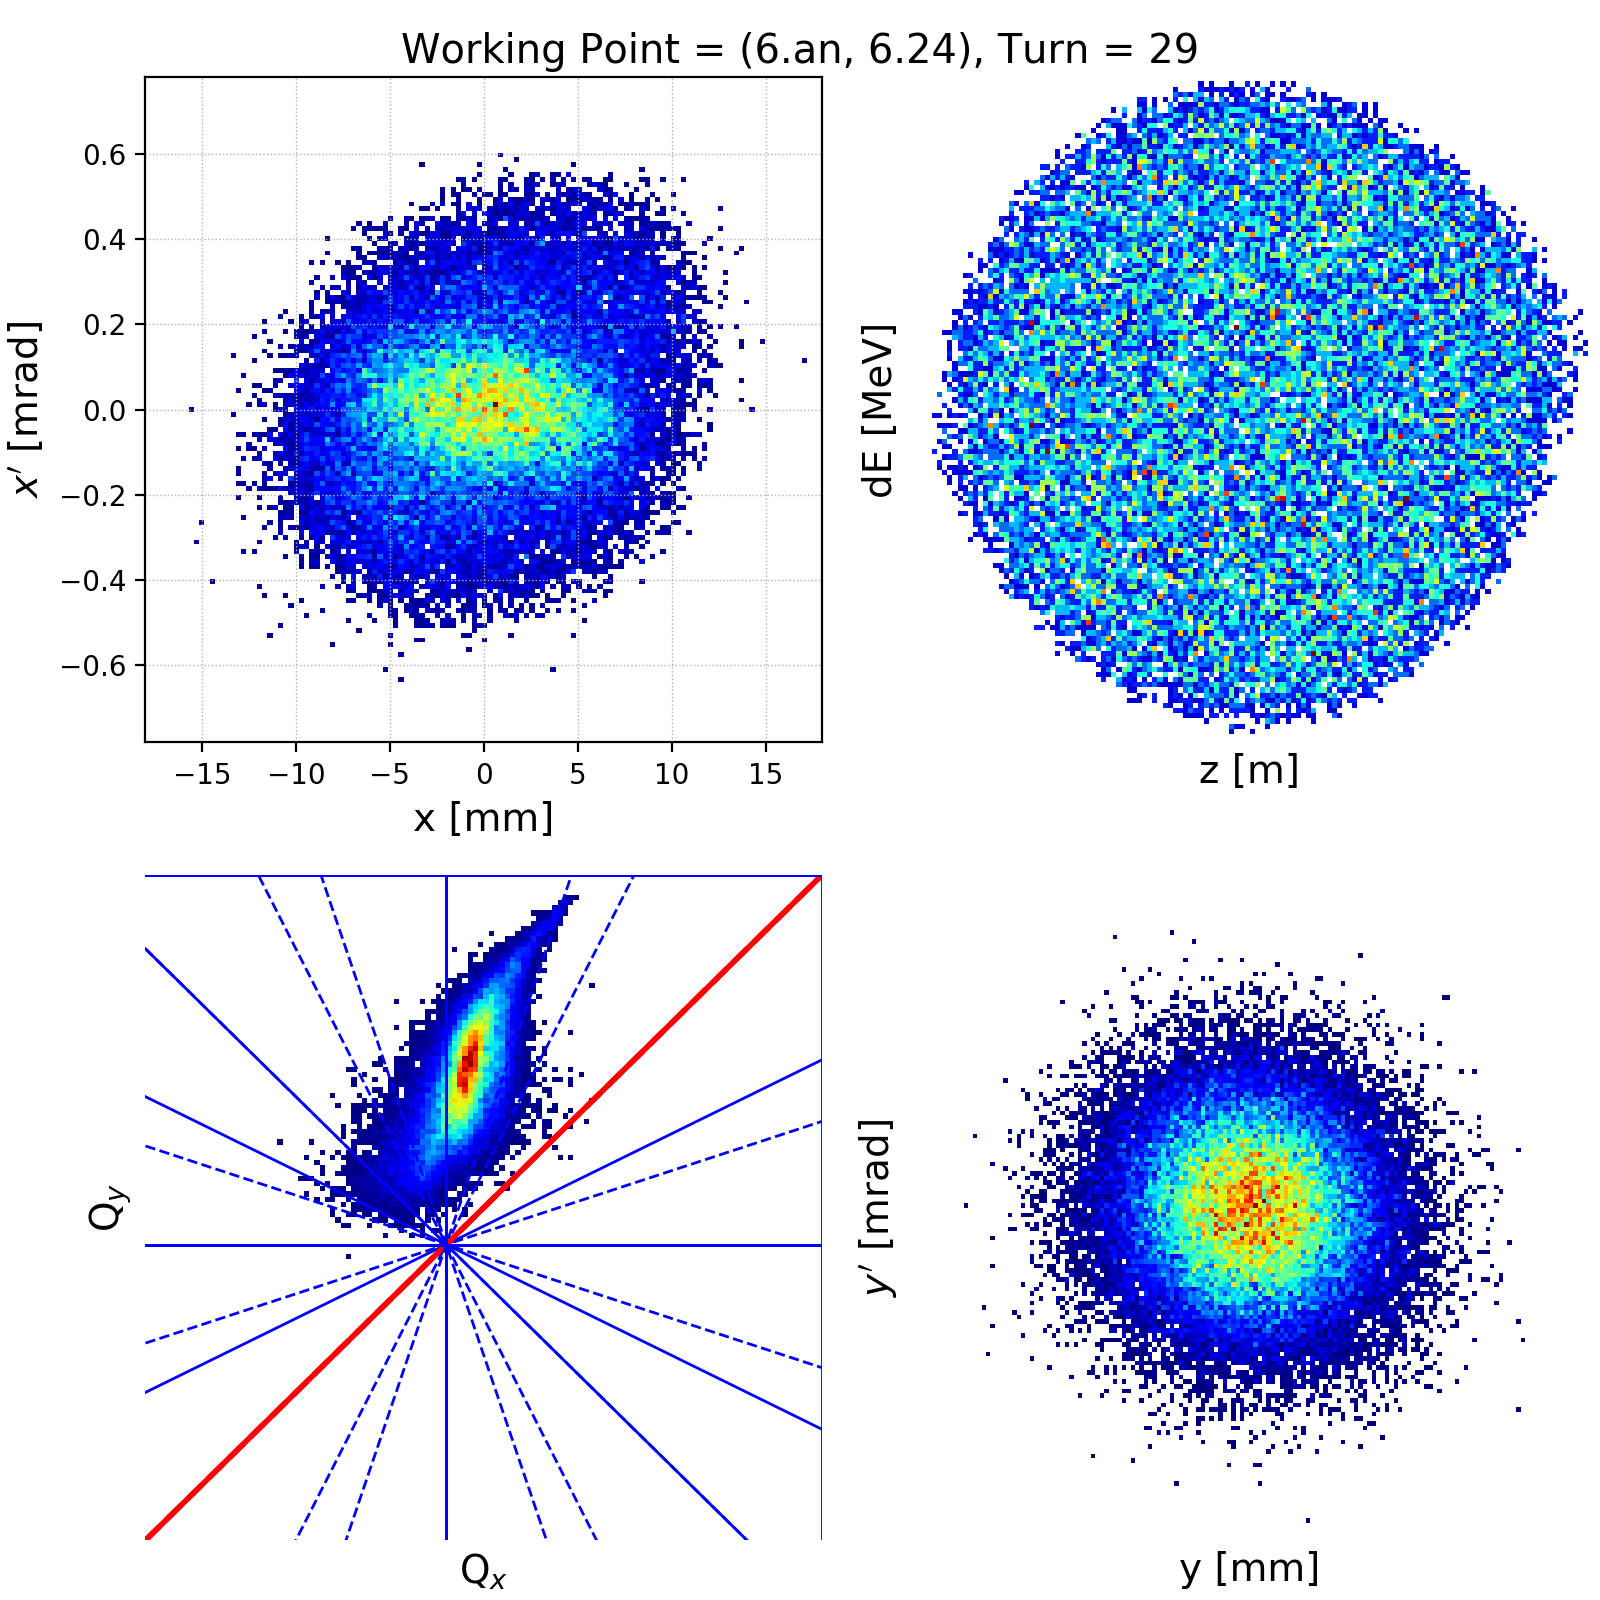 Working Point = (6.an, 6.24), Turn = 29
x′ [mrad]
0.6
0.4
0.2
0.0
−0.2
−0.4
−0.6
−15 −10 −5 0 5 10 15
x [mm]
dE [MeV]
z [m]
Qy
Qx
y′ [mrad]
y [mm]